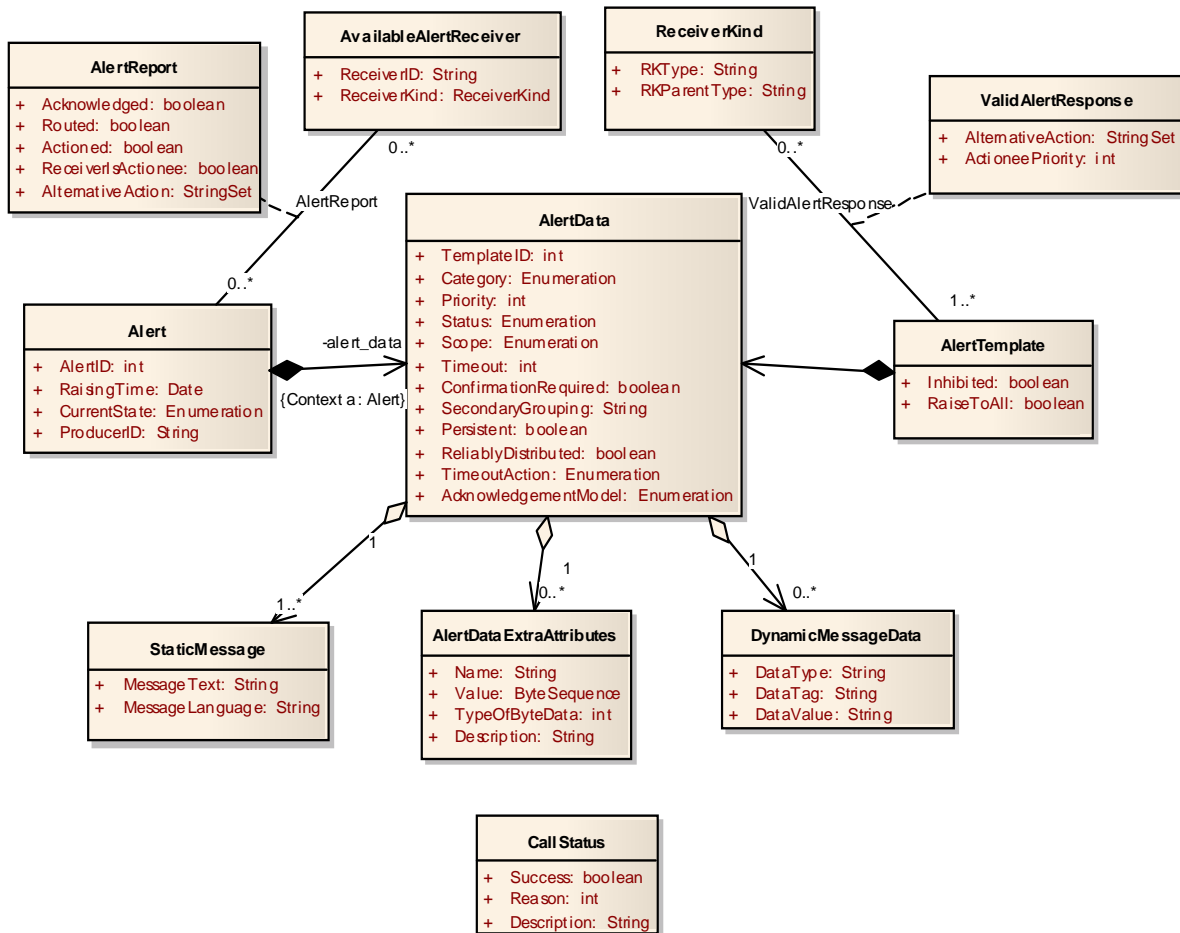 AvailableAlertReceiver
+ ReceiverID: String
+ ReceiverKind: ReceiverKind
ReceiverKind
+ RKType: String
+ RKParentType: String
AlertReport
+ Acknowledged: boolean
+ Routed: boolean
+ Actioned: boolean
+ ReceiverIsActionee: boolean
+ AlternativeAction: StringSet
ValidAlertResponse
+ AlternativeAction: StringSet
+ ActioneePriority: int
0..*
0..*
AlertReport
ValidAlertResponse
0..*
1..*
AlertData
+ TemplateID: int
+ Category: Enumeration
+ Priority: int
+ Status: Enumeration
+ Scope: Enumeration
+ Timeout: int
+ ConfirmationRequired: boolean
+ SecondaryGrouping: String
+ Persistent: boolean
+ ReliablyDistributed: boolean
+ TimeoutAction: Enumeration
+ AcknowledgementModel: Enumeration
Alert
+ AlertID: int
+ RaisingTime: Date
+ CurrentState: Enumeration
+ ProducerID: String
-alert_data
{Context a: Alert}
AlertTemplate
+ Inhibited: boolean
+ RaiseToAll: boolean
1
1
1
1..*
0..*
0..*
StaticMessage
+ MessageText: String
+ MessageLanguage: String
AlertDataExtraAttributes
+ Name: String
+ Value: ByteSequence
+ TypeOfByteData: int
+ Description: String
DynamicMessageData
+ DataType: String
+ DataTag: String
+ DataValue: String
CallStatus
+ Success: boolean
+ Reason: int
+ Description: String